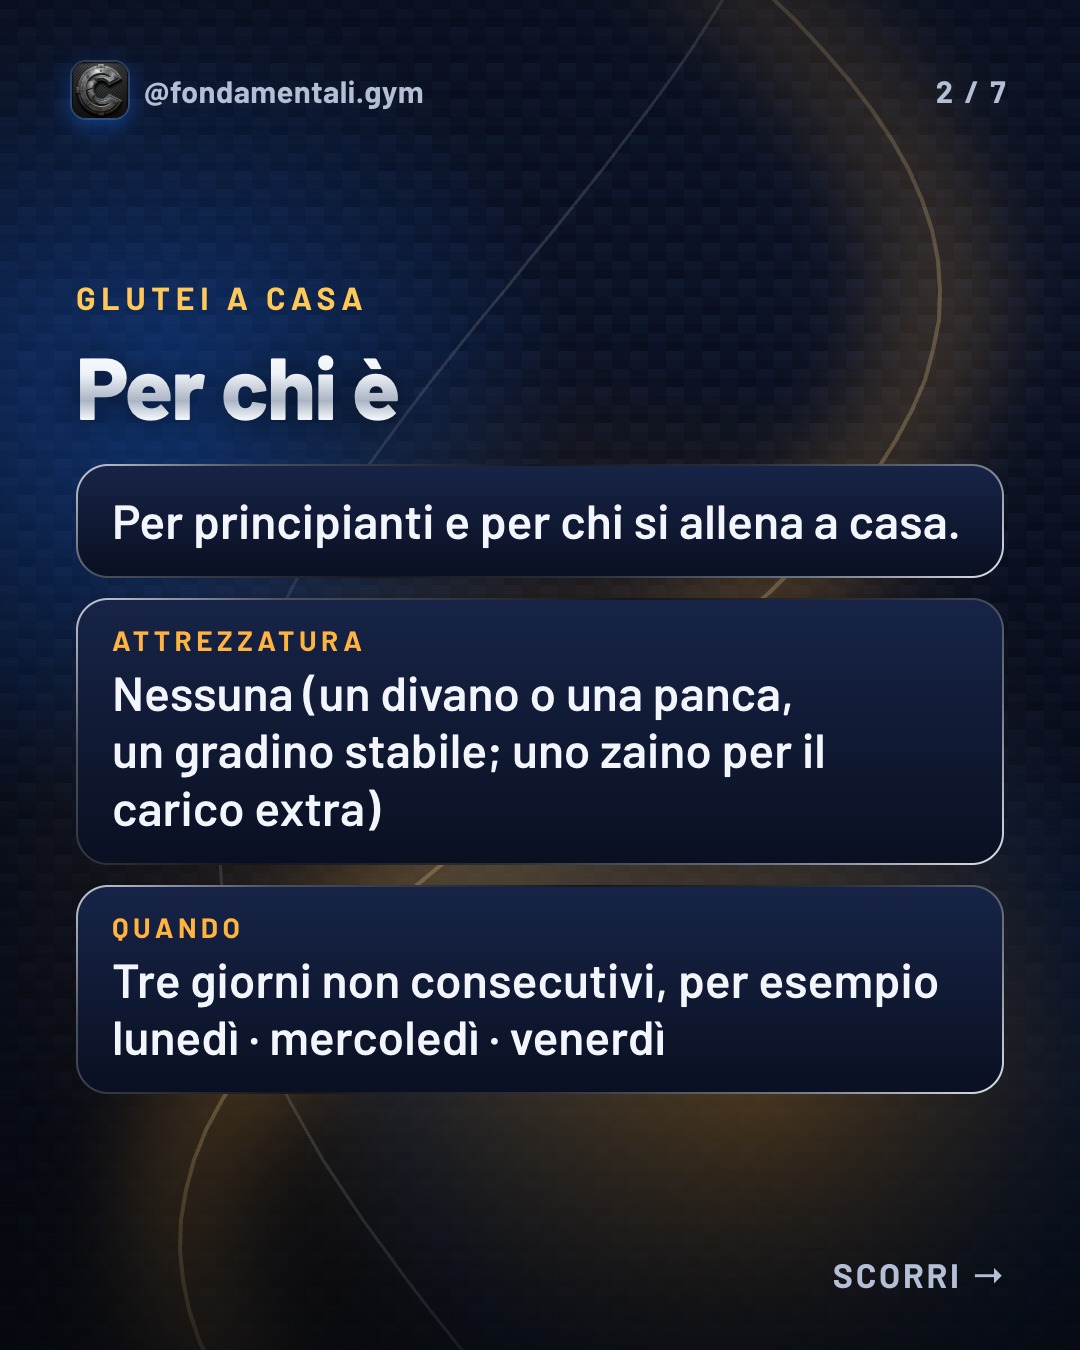 @fondamentali.gym
2 / 7
GLUTEI A CASA
Per chi è
Per principianti e per chi si allena a casa.
ATTREZZATURA
Nessuna (un divano o una panca,
un gradino stabile; uno zaino per il
carico extra)
QUANDO
Tre giorni non consecutivi, per esempio
lunedì · mercoledì · venerdì
SCORRI →